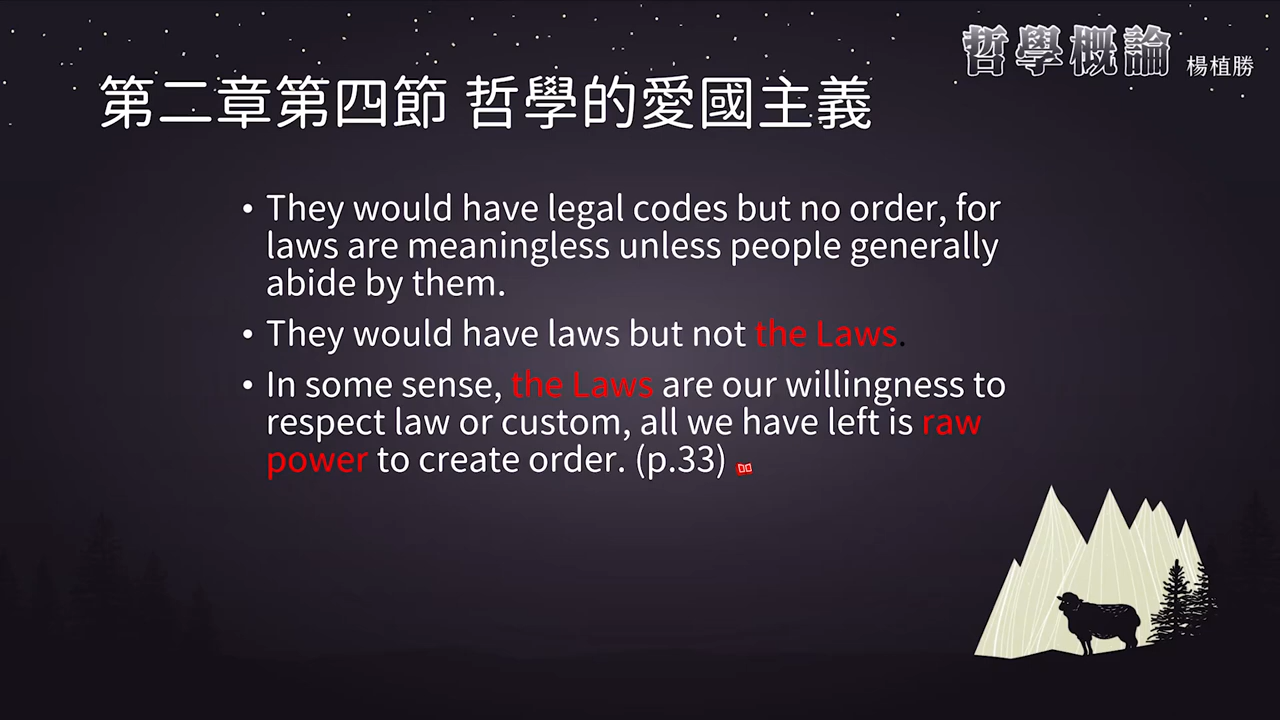 哲學概論 楊植勝
第二章第四節 哲學的愛國主義
• They would have legal codes but no order, for
laws are meaningless unless people generally
abide by them.
• They would have laws but not the Laws.
• In some sense, the Laws are our willingness to
respect law or custom, all we have left is raw
power to create order. (p.33)